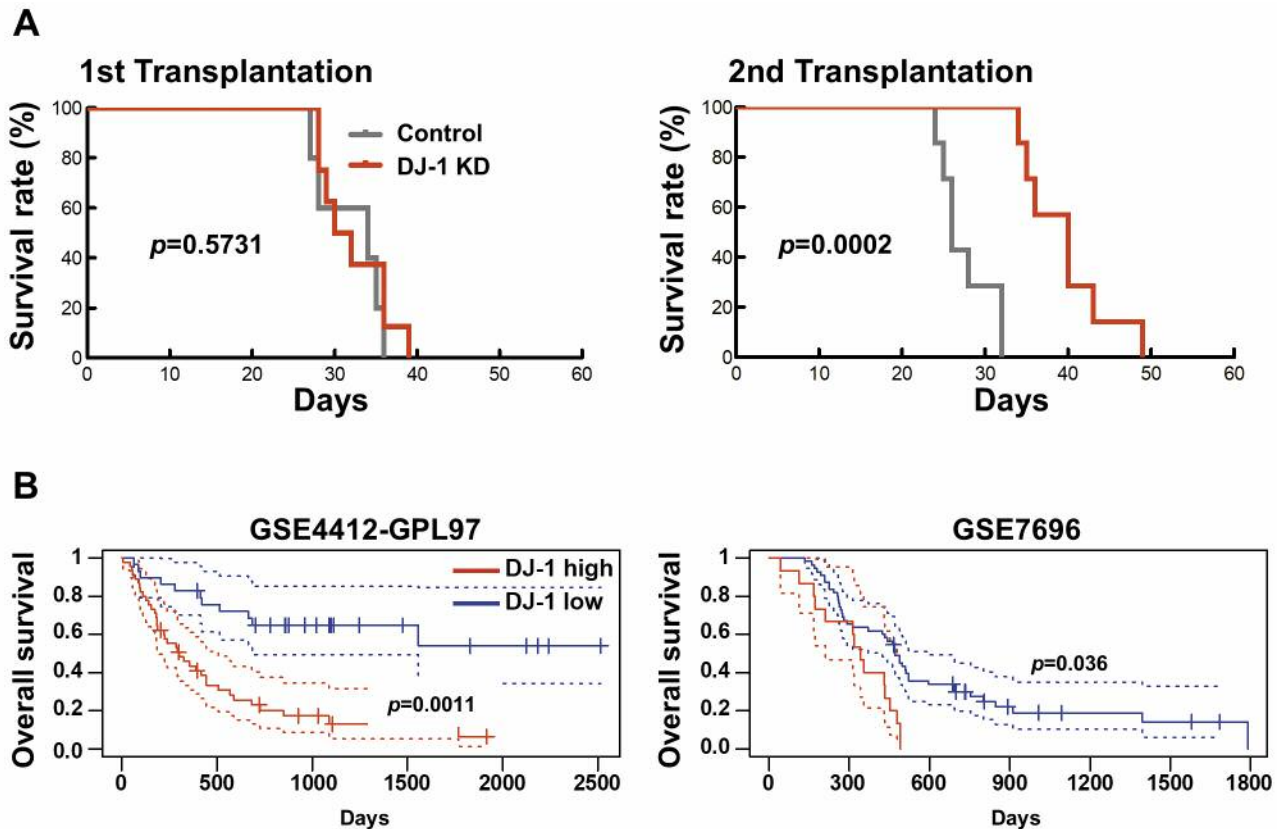 A
1st Transplantation
Survival rate (%)
100
80
60
40
20
0
0 10 20 30 40 50 60
Days
Control
DJ-1 KD
p=0.5731
2nd Transplantation
Survival rate (%)
100
80
60
40
20
0
0 10 20 30 40 50 60
Days
p=0.0002
B
GSE4412-GPL97
Overall survival
1
0.8
0.6
0.4
0.2
0.0
0 500 1000 1500 2000 2500
Days
DJ-1 high
DJ-1 low
p=0.0011
GSE7696
Overall survival
1
0.8
0.6
0.4
0.2
0.0
0 300 600 900 1200 1500 1800
Days
p=0.036